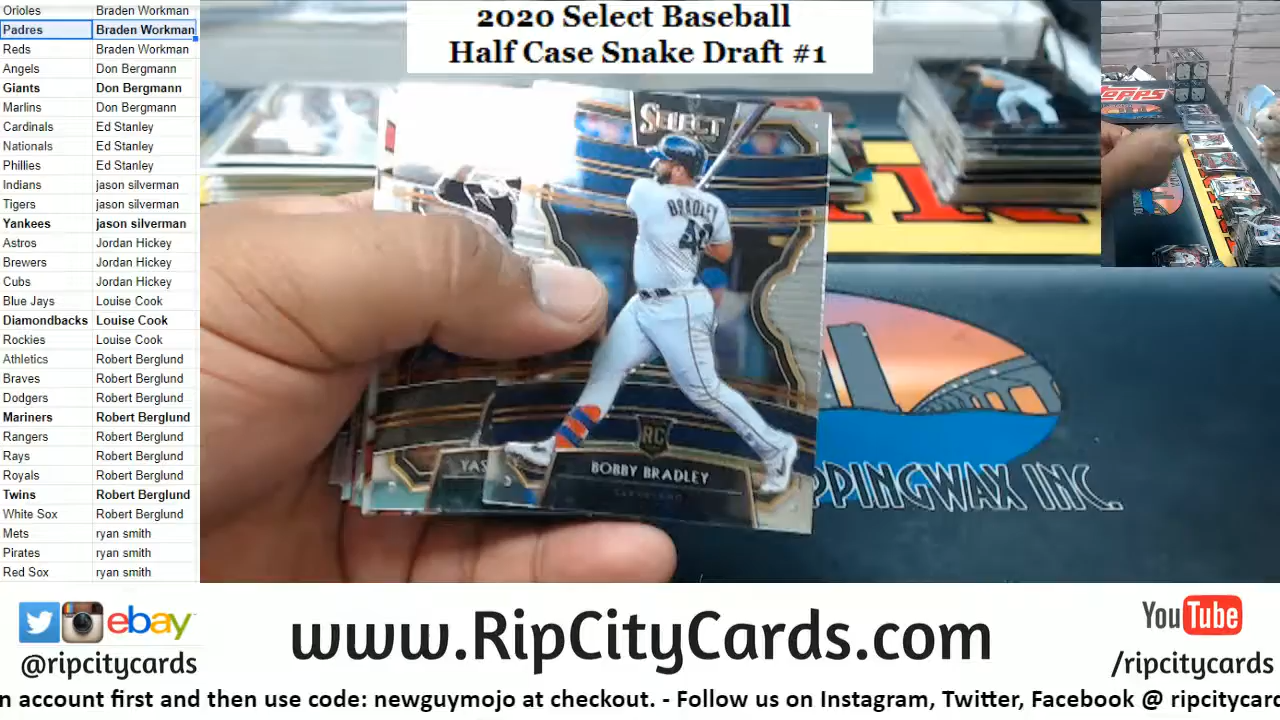 2020 Select Baseball
Half Case Snake Draft #1
Orioles Braden Workman
Padres Braden Workman
Reds Braden Workman
Angels Don Bergmann
Giants Don Bergmann
Marlins Don Bergmann
Cardinals Ed Stanley
Nationals Ed Stanley
Phillies Ed Stanley
Indians jason silverman
Tigers jason silverman
Yankees jason silverman
Astros Jordan Hickey
Brewers Jordan Hickey
Cubs Jordan Hickey
Blue Jays Louise Cook
Diamondbacks Louise Cook
Rockies Louise Cook
Athletics Robert Berglund
Braves Robert Berglund
Dodgers Robert Berglund
Mariners Robert Berglund
Rangers Robert Berglund
Rays Robert Berglund
Royals Robert Berglund
Twins Robert Berglund
White Sox Robert Berglund
Mets ryan smith
Pirates ryan smith
Red Sox ryan smith
SELECT
BRADLEY
RC
BOBBY BRADLEY
CLEVELAND
YAS
PPINGWAX INC.
TOPPS
ebay
@ripcitycards
www.RipCityCards.com
YouTube
/ripcitycards
n account first and then use code: newguymojo at checkout. - Follow us on Instagram, Twitter, Facebook @ ripcitycard